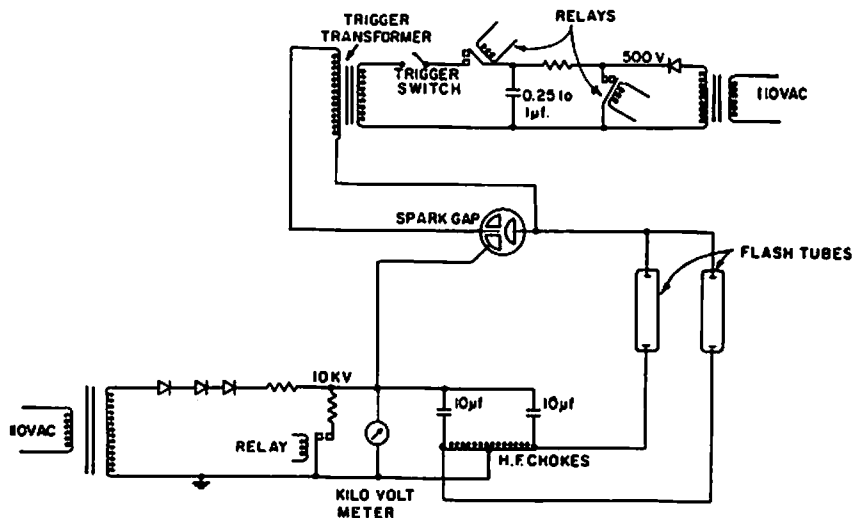 TRIGGER
TRANSFORMER
RELAYS
TRIGGER
SWITCH
500 V
0.25 to
1µf.
110VAC
SPARK GAP
FLASH TUBES
10KV
110VAC
10µf
10µf
RELAY
H.F. CHOKES
KILO VOLT
METER